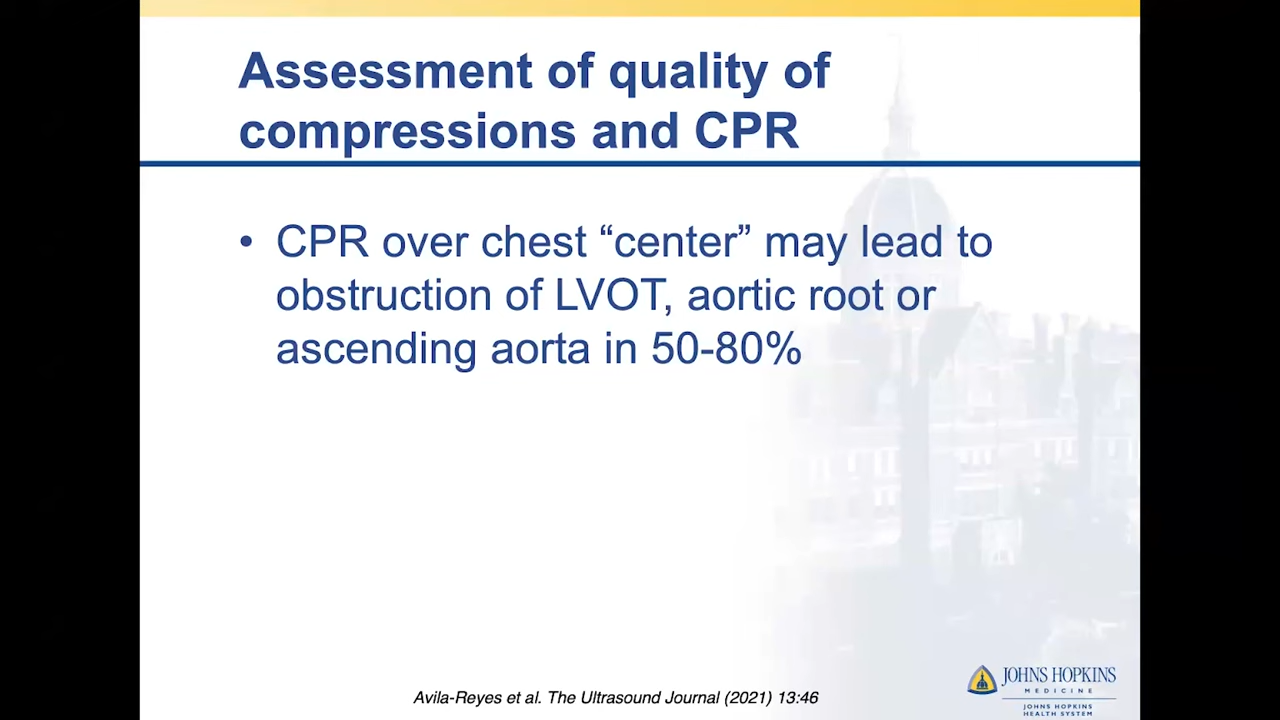 Assessment of quality of
compressions and CPR
• CPR over chest “center” may lead to
obstruction of LVOT, aortic root or
ascending aorta in 50-80%
Avila-Reyes et al. The Ultrasound Journal (2021) 13:46
JOHNS HOPKINS
MEDICINE
JOHNS HOPKINS
HEALTH SYSTEM